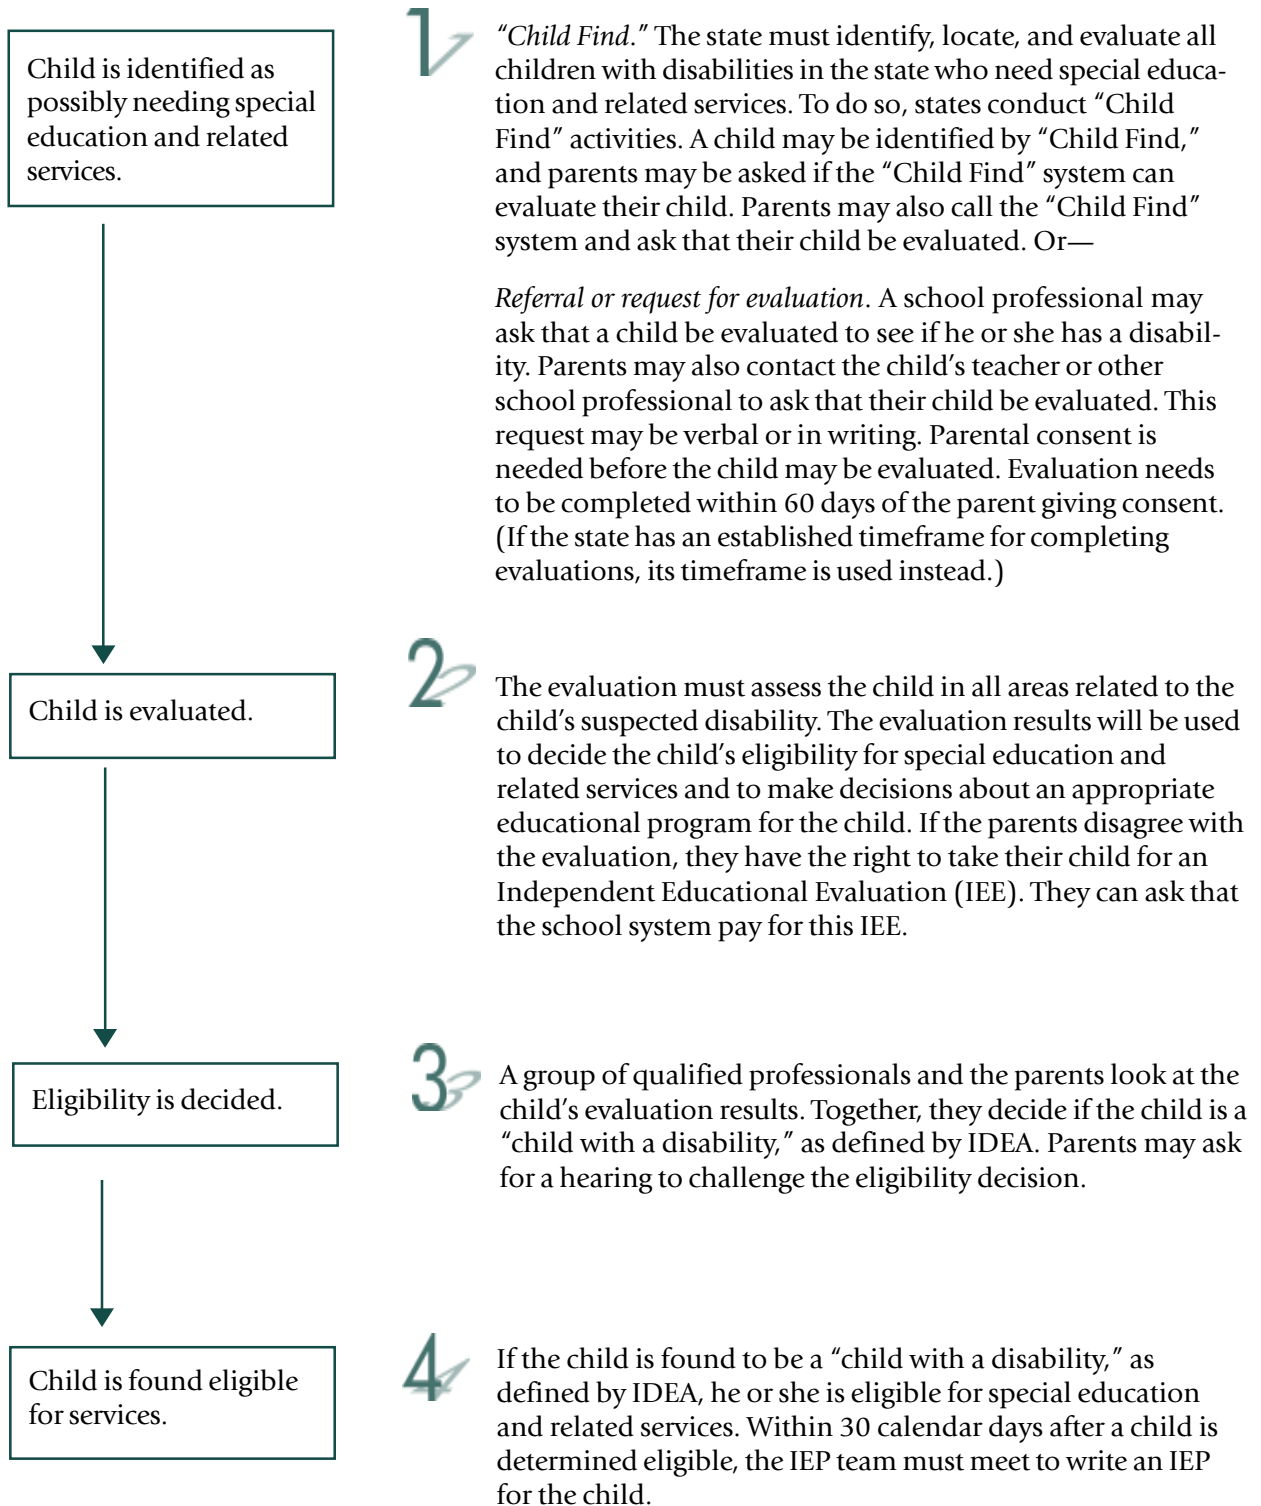 Child is identified as
possibly needing special
education and related
services.
1
“Child Find.” The state must identify, locate, and evaluate all
children with disabilities in the state who need special educa-
tion and related services. To do so, states conduct “Child
Find” activities. A child may be identified by “Child Find,”
and parents may be asked if the “Child Find” system can
evaluate their child. Parents may also call the “Child Find”
system and ask that their child be evaluated. Or—
Referral or request for evaluation. A school professional may
ask that a child be evaluated to see if he or she has a disabil-
ity. Parents may also contact the child’s teacher or other
school professional to ask that their child be evaluated. This
request may be verbal or in writing. Parental consent is
needed before the child may be evaluated. Evaluation needs
to be completed within 60 days of the parent giving consent.
(If the state has an established timeframe for completing
evaluations, its timeframe is used instead.)
Child is evaluated.
2
The evaluation must assess the child in all areas related to the
child’s suspected disability. The evaluation results will be used
to decide the child’s eligibility for special education and
related services and to make decisions about an appropriate
educational program for the child. If the parents disagree with
the evaluation, they have the right to take their child for an
Independent Educational Evaluation (IEE). They can ask that
the school system pay for this IEE.
Eligibility is decided.
3
A group of qualified professionals and the parents look at the
child’s evaluation results. Together, they decide if the child is a
“child with a disability,” as defined by IDEA. Parents may ask
for a hearing to challenge the eligibility decision.
Child is found eligible
for services.
4
If the child is found to be a “child with a disability,” as
defined by IDEA, he or she is eligible for special education
and related services. Within 30 calendar days after a child is
determined eligible, the IEP team must meet to write an IEP
for the child.